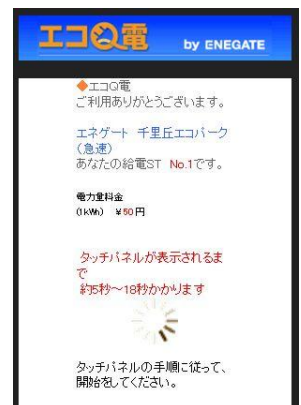 エコQ電 by ENEGATE
◆エコQ電
ご利用ありがとうございます。
エネゲート 千里丘エコパーク
(急速)
あなたの給電ST No.1です。
電力量料金
(1kWh) ¥50円
タッチパネルが表示されるま
で
約5秒～18秒かかります
タッチパネルの手順に従って、
開始をしてください。